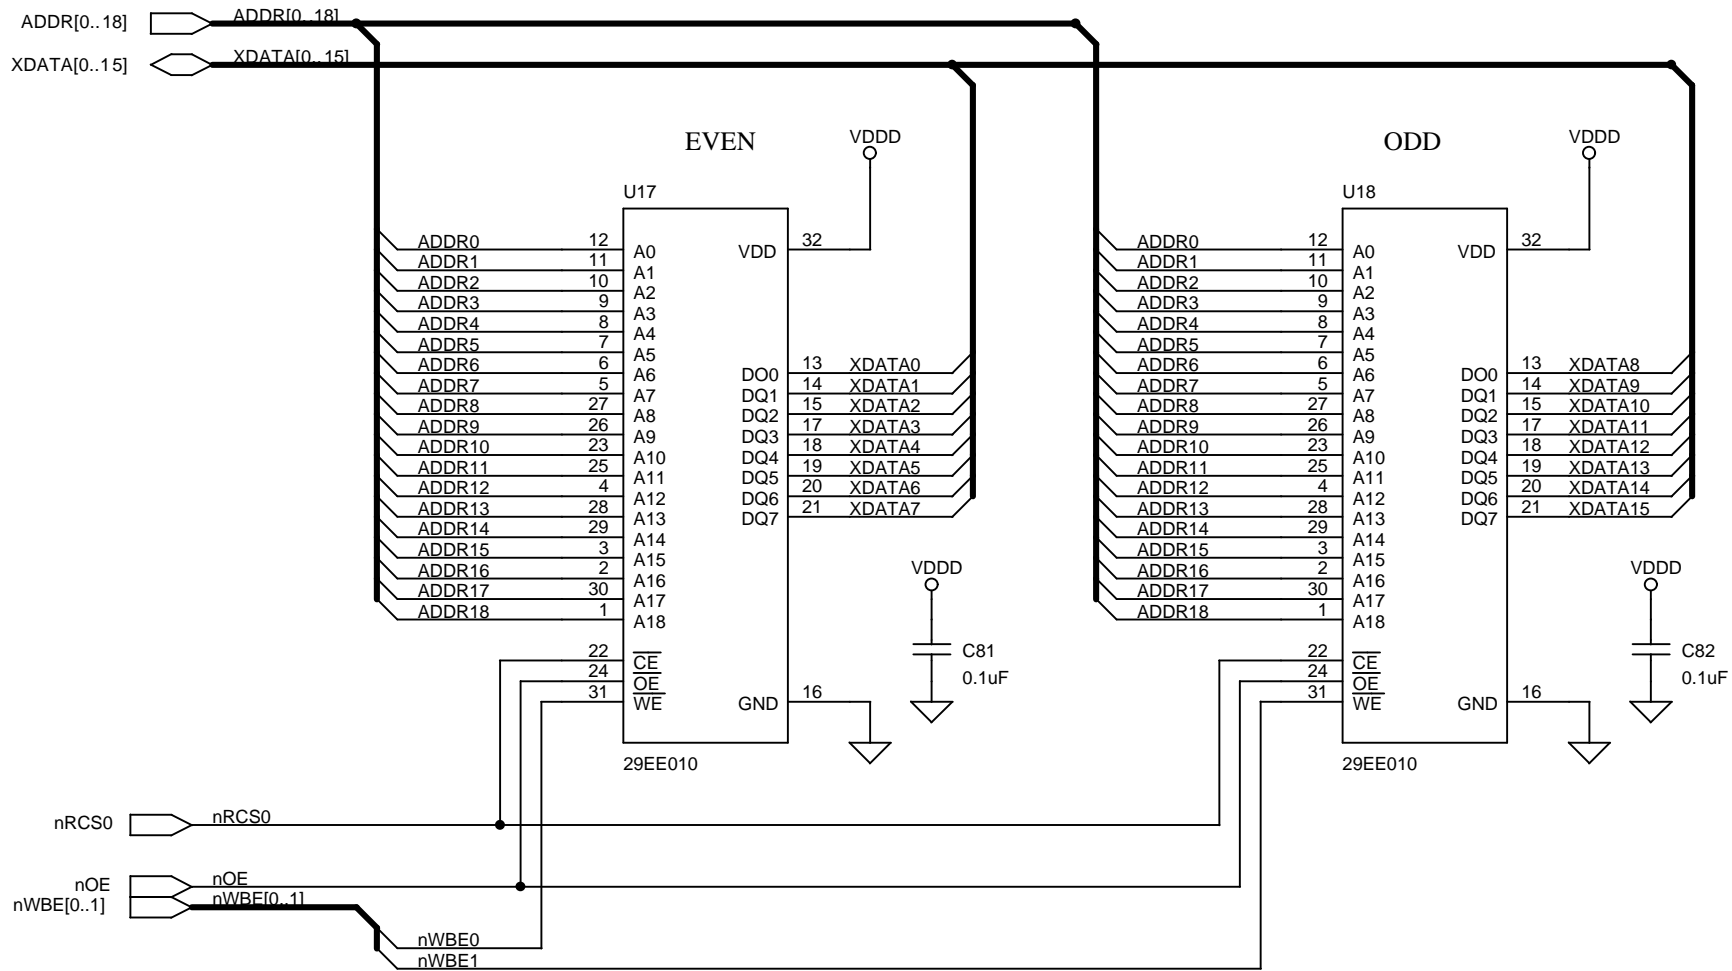 ADDR[0..18] ADDR[0..18]
XDATA[0..15] XDATA[0..15]
EVEN VDDD ODD VDDD
U17 U18
ADDR0 12 A0 VDD 32 ADDR0 12 A0 VDD 32
ADDR1 11 A1 ADDR1 11 A1
ADDR2 10 A2 ADDR2 10 A2
ADDR3 9 A3 ADDR3 9 A3
ADDR4 8 A4 ADDR4 8 A4
ADDR5 7 A5 ADDR5 7 A5
ADDR6 6 A6 DO0 13 XDATA0 ADDR6 6 A6 DO0 13 XDATA8
ADDR7 5 A7 DQ1 14 XDATA1 ADDR7 5 A7 DQ1 14 XDATA9
ADDR8 27 A8 DQ2 15 XDATA2 ADDR8 27 A8 DQ2 15 XDATA10
ADDR9 26 A9 DQ3 17 XDATA3 ADDR9 26 A9 DQ3 17 XDATA11
ADDR10 23 A10 DQ4 18 XDATA4 ADDR10 23 A10 DQ4 18 XDATA12
ADDR11 25 A11 DQ5 19 XDATA5 ADDR11 25 A11 DQ5 19 XDATA13
ADDR12 4 A12 DQ6 20 XDATA6 ADDR12 4 A12 DQ6 20 XDATA14
ADDR13 28 A13 DQ7 21 XDATA7 ADDR13 28 A13 DQ7 21 XDATA15
ADDR14 29 A14 ADDR14 29 A14
ADDR15 3 A15 ADDR15 3 A15
ADDR16 2 A16 VDDD ADDR16 2 A16 VDDD
ADDR17 30 A17 ADDR17 30 A17
ADDR18 1 A18 ADDR18 1 A18
22 CE C81 22 CE C82
24 OE 0.1uF 24 OE 0.1uF
31 WE GND 16 31 WE GND 16
29EE010 29EE010
nRCS0 nRCS0
nOE nOE
nWBE[0..1] nWBE[0..1]
nWBE0
nWBE1